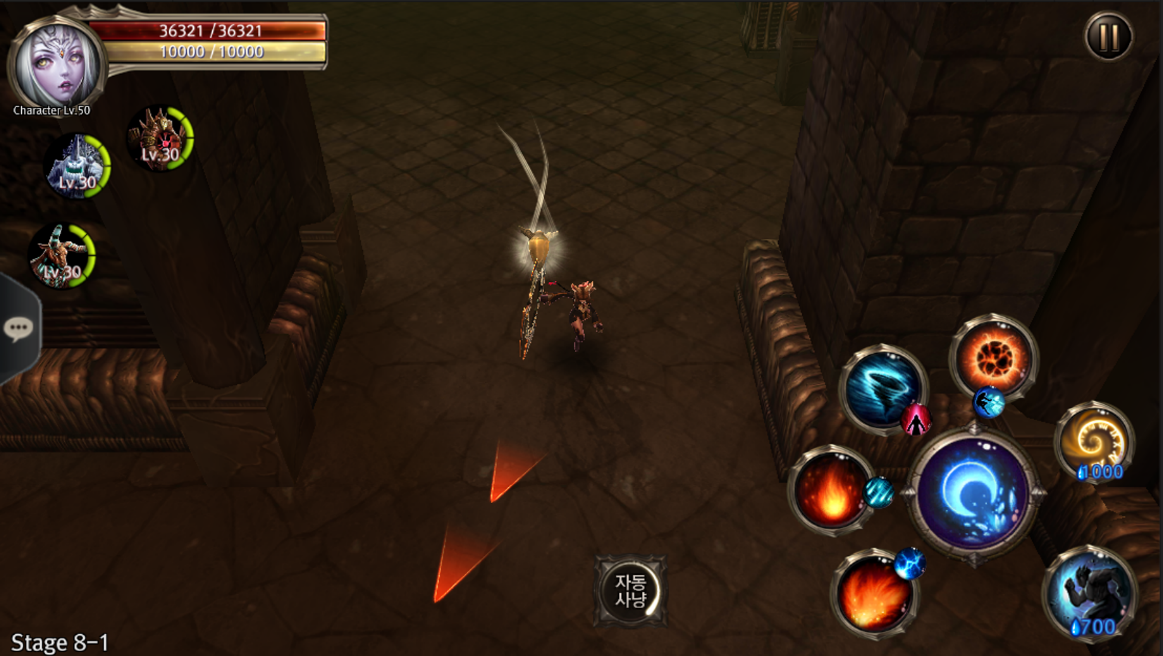 36321 / 36321
10000 / 10000
Character Lv.50
Lv.30
Lv.30
Lv.30
1000
자동
사냥
700
Stage 8-1